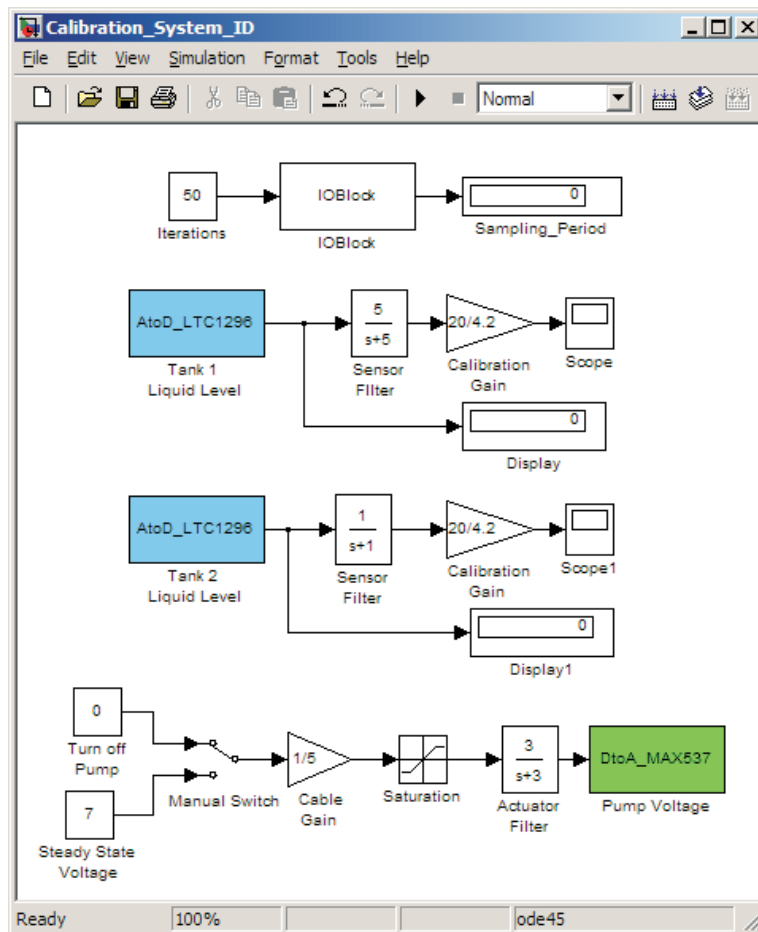 Calibration_System_ID
File Edit View Simulation Format Tools Help
Normal
50
Iterations
IOBlock
IOBlock
0
Sampling_Period
AtoD_LTC1296
Tank 1
Liquid Level
5
s+5
Sensor
FIlter
20/4.2
Calibration
Gain
Scope
0
Display
AtoD_LTC1296
Tank 2
Liquid Level
1
s+1
Sensor
Filter
20/4.2
Calibration
Gain
Scope1
0
Display1
0
Turn off
Pump
7
Steady State
Voltage
Manual Switch
1/5
Cable
Gain
Saturation
3
s+3
Actuator
Filter
DtoA_MAX537
Pump Voltage
Ready 100% ode45